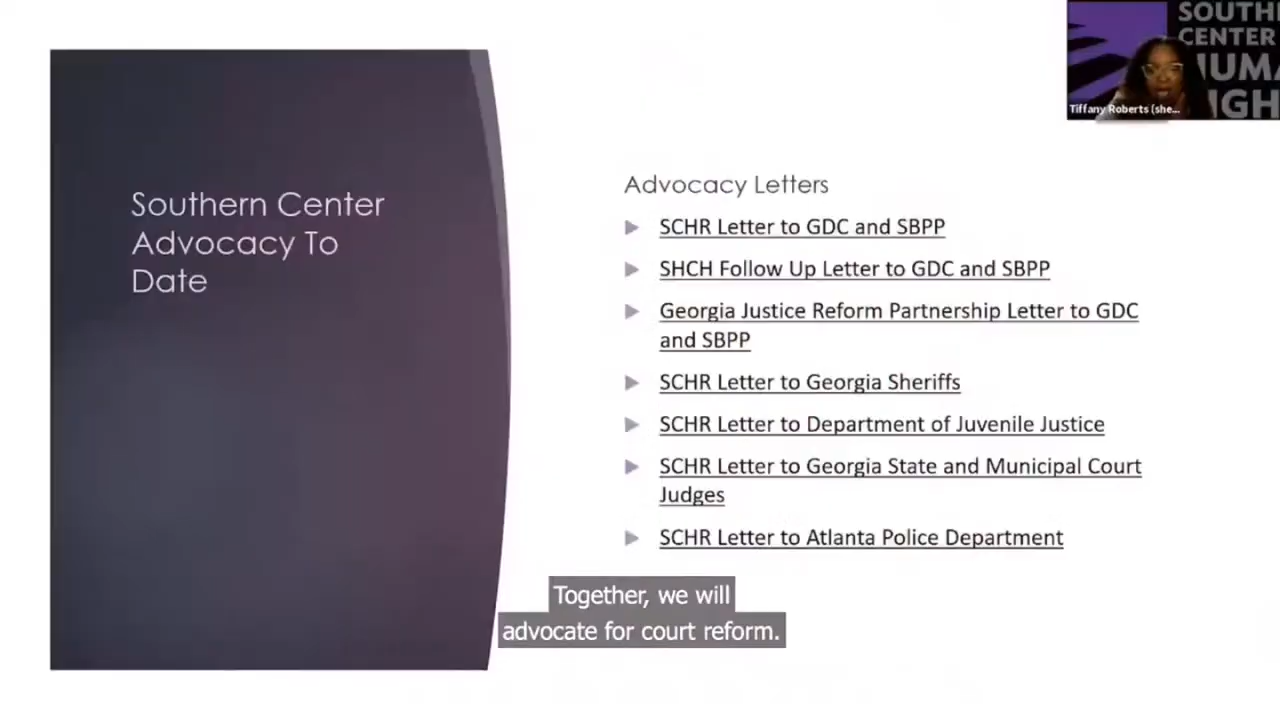 SOUTH
CENTER
HUMA
IGH
Tiffany Roberts (she...
Southern Center
Advocacy To
Date
Advocacy Letters
SCHR Letter to GDC and SBPP
SHCH Follow Up Letter to GDC and SBPP
Georgia Justice Reform Partnership Letter to GDC
and SBPP
SCHR Letter to Georgia Sheriffs
SCHR Letter to Department of Juvenile Justice
SCHR Letter to Georgia State and Municipal Court
Judges
SCHR Letter to Atlanta Police Department
Together, we will
advocate for court reform.